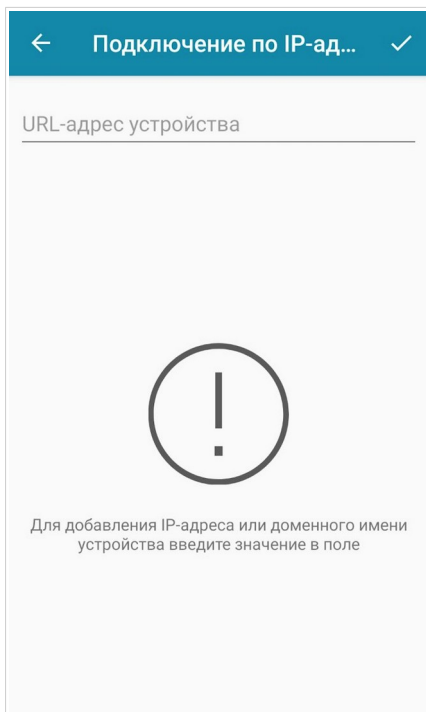 Подключение по IP-ад...
URL-адрес устройства
Для добавления IP-адреса или доменного имени
устройства введите значение в поле